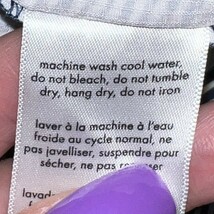 machine wash cool water,
do not bleach, do not tumble
dry, hang dry, do not iron
laver à la machine à l'eau
froide au cycle normal, ne
pas javelliser, suspendre pour
sécher, ne pas